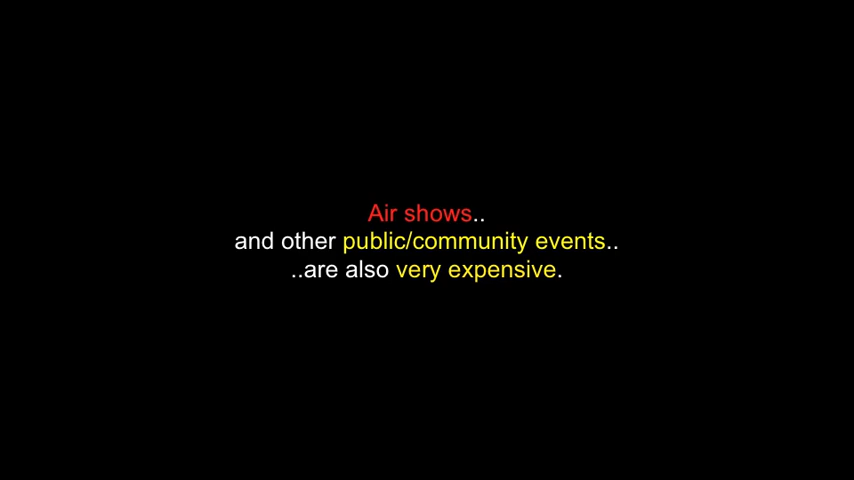 Air shows..
and other public/community events..
..are also very expensive.